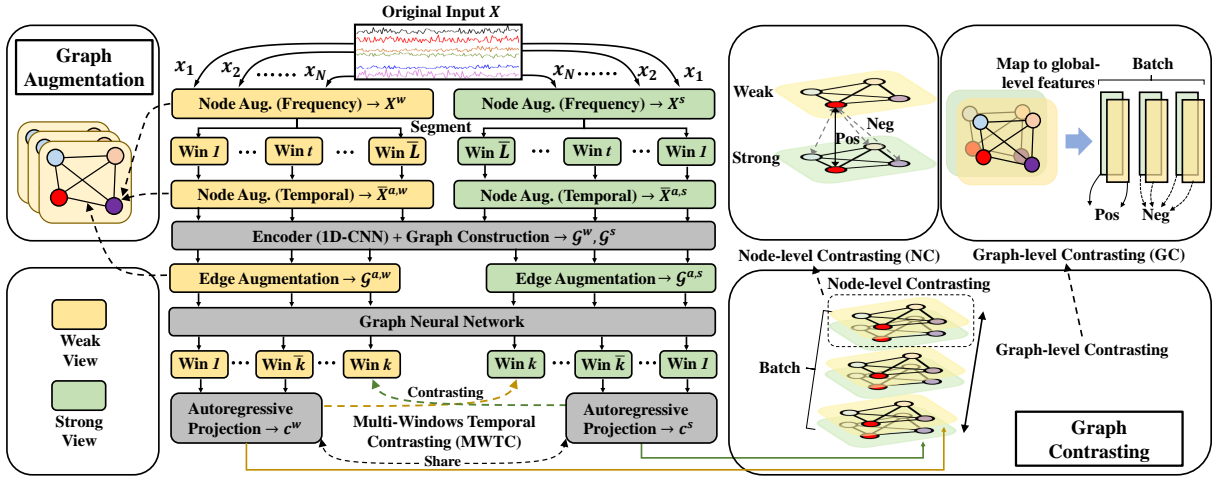 Original Input X
x1 x2 ...... xN
xN ...... x2 x1
Graph
Augmentation
Node Aug. (Frequency) → X^w
Node Aug. (Frequency) → X^s
Segment
Win 1 ... Win t ... Win L̄
Win L̄ ... Win t ... Win 1
Node Aug. (Temporal) → X̄^{a,w}
Node Aug. (Temporal) → X̄^{a,s}
Encoder (1D-CNN) + Graph Construction → 𝒢^w, 𝒢^s
Edge Augmentation → 𝒢^{a,w}
Edge Augmentation → 𝒢^{a,s}
Graph Neural Network
Win 1 ... Win k̄ ... Win k
Win k ... Win k̄ ... Win 1
Contrasting
Autoregressive
Projection → c^w
Multi-Windows Temporal
Contrasting (MWTC)
Autoregressive
Projection → c^s
Share
Weak
View
Strong
View
Weak
Neg
Pos
Strong
Node-level Contrasting (NC)
Map to global-
level features
Batch
Pos
Neg
Graph-level Contrasting (GC)
Node-level Contrasting
Batch
Graph-level Contrasting
Graph
Contrasting